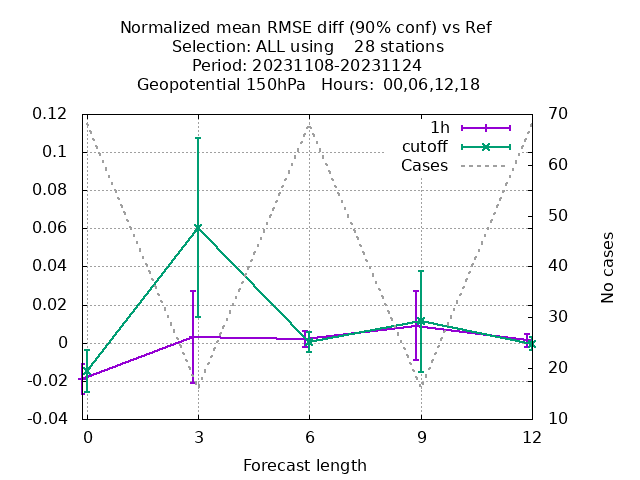 Normalized mean RMSE diff (90% conf) vs Ref
Selection: ALL using    28 stations
Period: 20231108-20231124
Geopotential 150hPa   Hours: 00,06,12,18
0.12
0.1
0.08
0.06
0.04
0.02
0
-0.02
-0.04
70
60
50
40
30
20
10
1h
cutoff
Cases
No cases
0 3 6 9 12
Forecast length